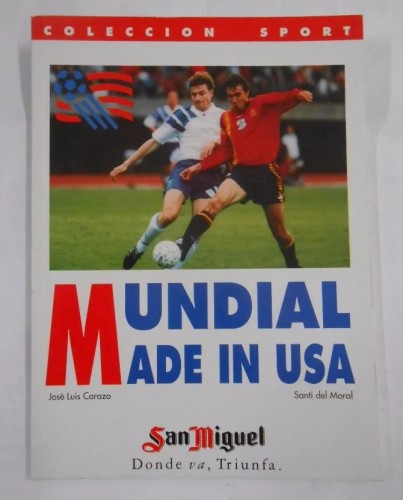 COLECCION SPORT
MUNDIAL
MADE IN USA
José Luis Carazo
Santi del Moral
San Miguel
Donde va, Triunfa.